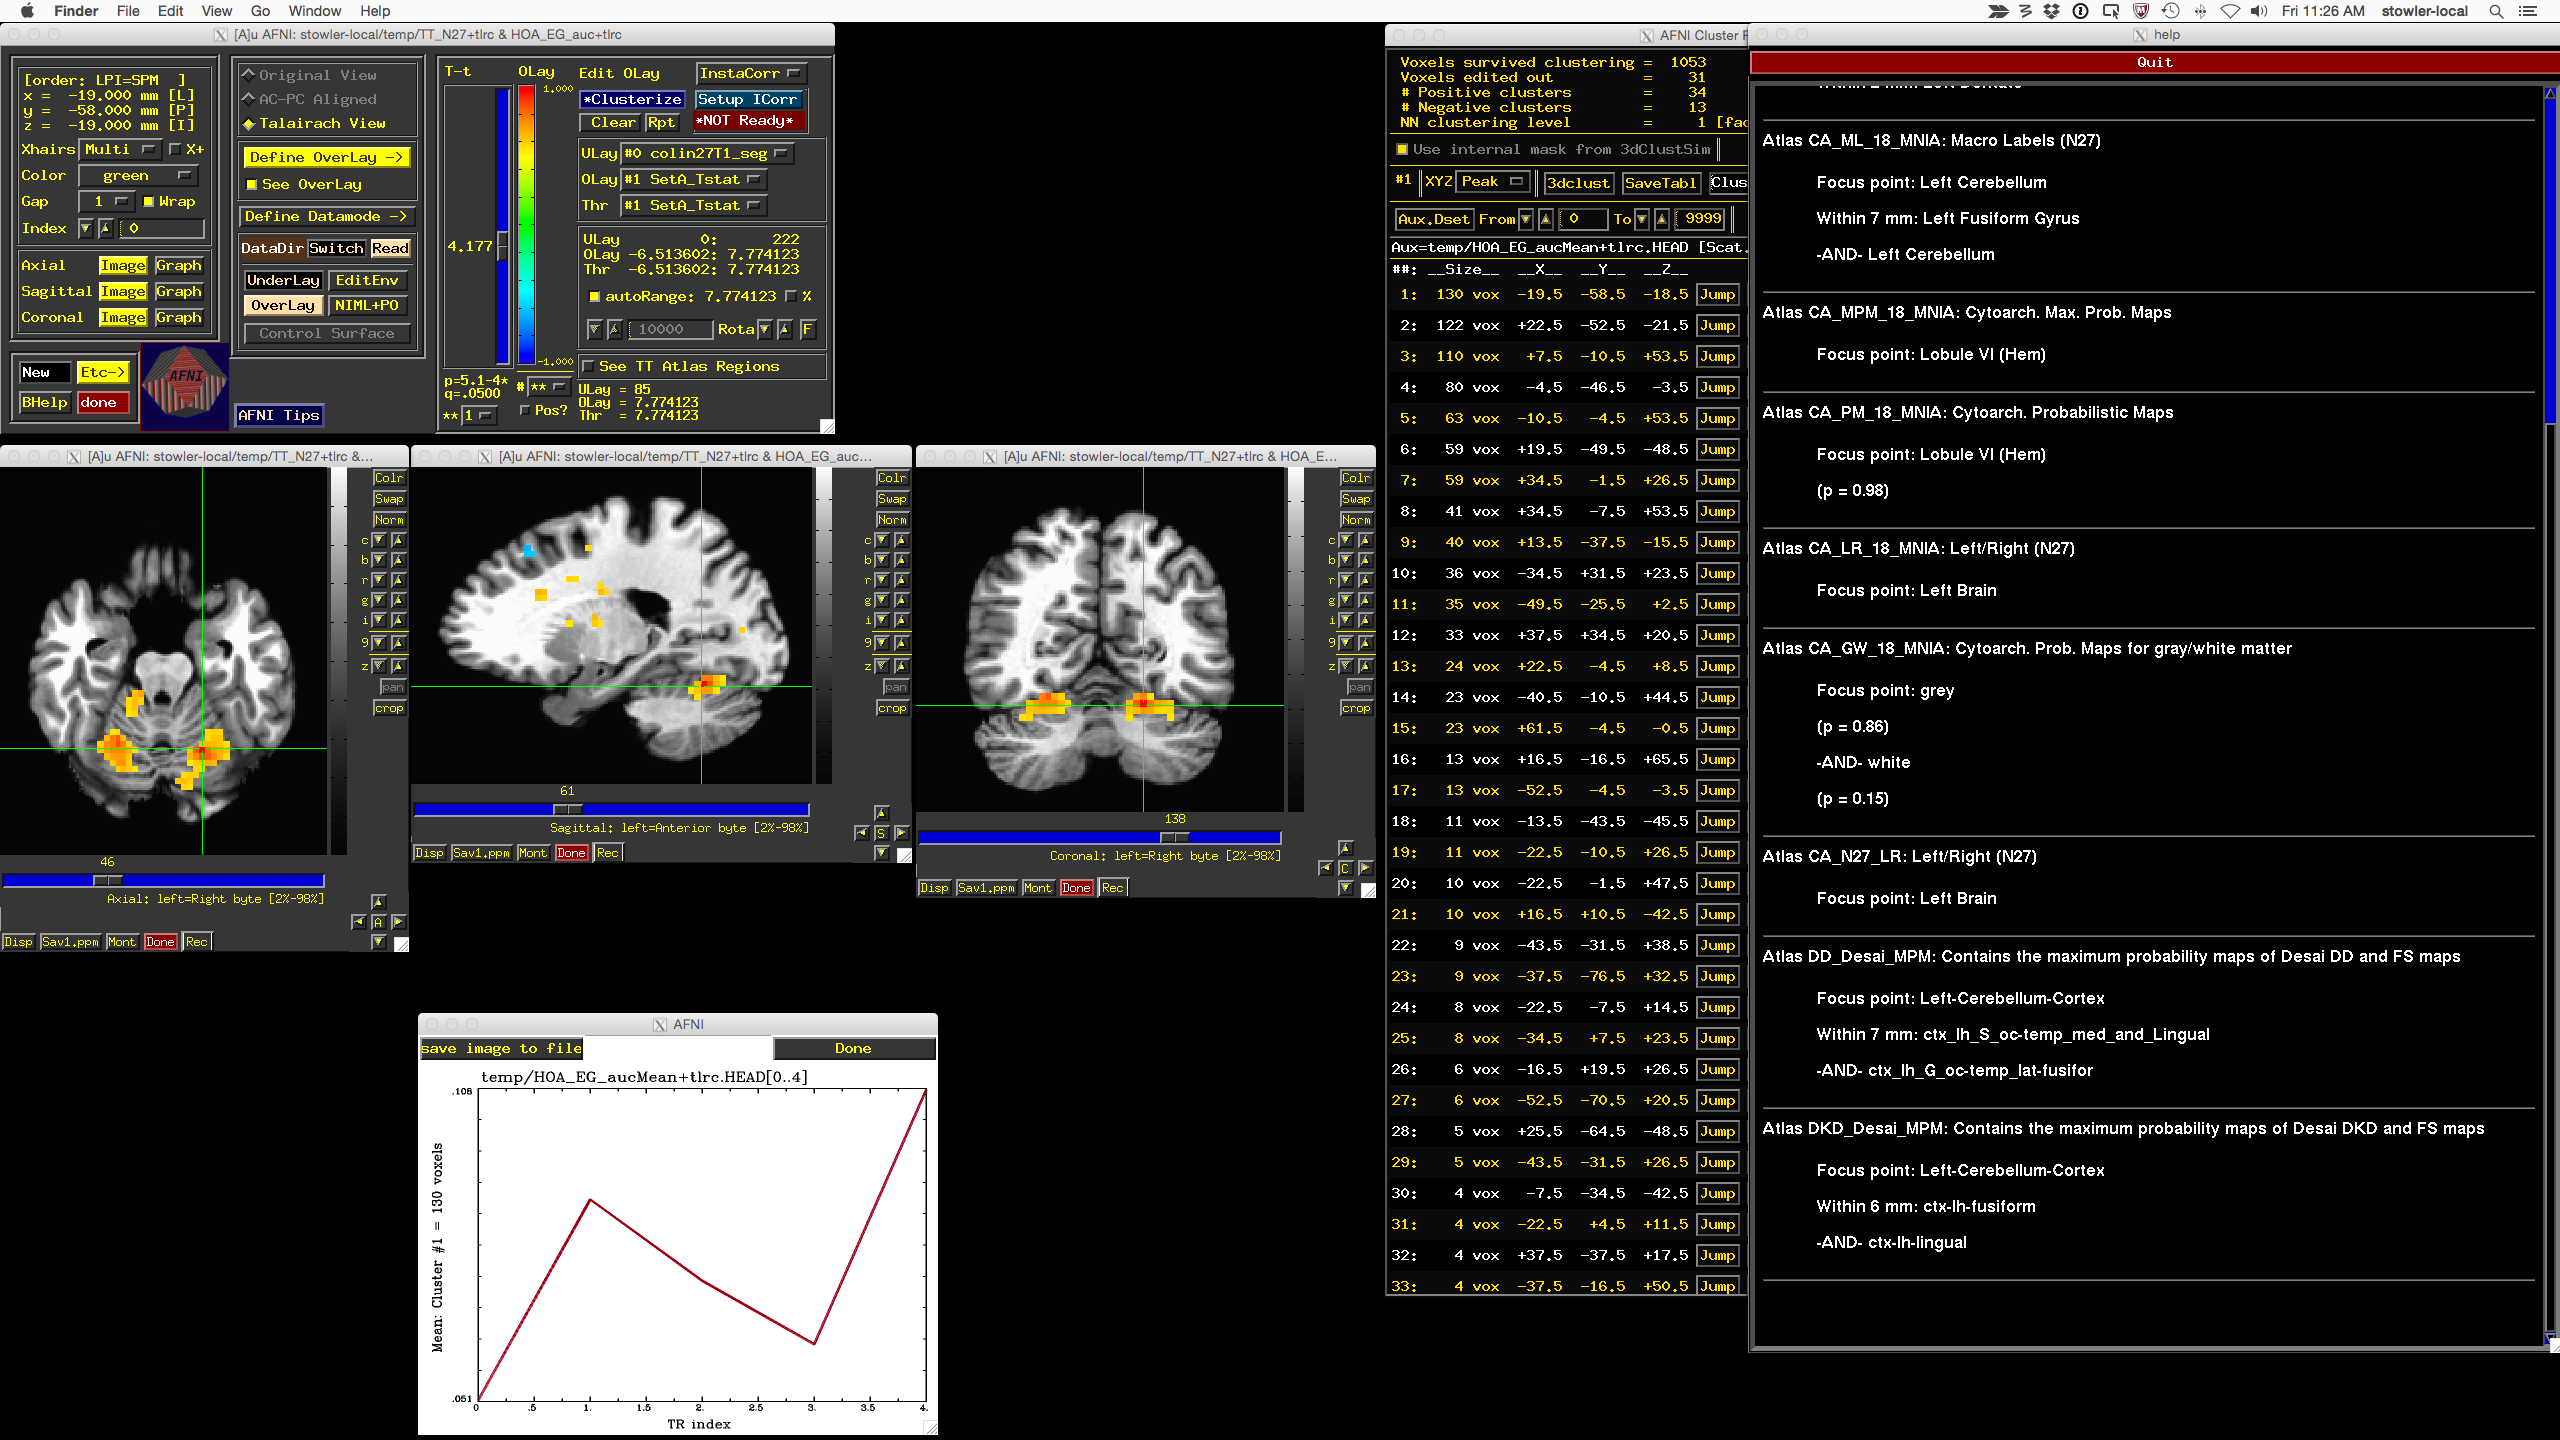 Finder File Edit View Go Window Help
Fri 11:26 AM stowler-local
[A]u AFNI: stowler-local/temp/TT_N27+tlrc & HOA_EG_auc+tlrc
[order: LPI=SPM ]
x = -19.000 mm [L]
y = -58.000 mm [P]
z = -19.000 mm [I]
Xhairs Multi X+
Color green
Gap 1 Wrap
Index 0
Axial Image Graph
Sagittal Image Graph
Coronal Image Graph
New Etc->
BHelp done
AFNI
Original View
AC-PC Aligned
Talairach View
Define OverLay ->
See OverLay
Define Datamode ->
DataDir Switch Read
UnderLay EditEnv
OverLay NIML+PO
Control Surface
AFNI Tips
T-t
4.177
p=5.1-4*
q=.0500
** 1
OLay
1.000
-1.000
# **
Pos?
Edit OLay InstaCorr
*Clusterize Setup ICorr
Clear Rpt *NOT Ready*
ULay #0 colin27T1_seg
OLay #1 SetA_Tstat
Thr #1 SetA_Tstat
ULay 0: 222
OLay -6.513602: 7.774123
Thr -6.513602: 7.774123
autoRange: 7.774123 %
10000 Rota F
See TT Atlas Regions
ULay = 85
OLay = 7.774123
Thr = 7.774123
[A]u AFNI: stowler-local/temp/TT_N27+tlrc &...
Colr
Swap
Norm
c
b
r
g
i
9
z
pan
crop
46
Axial: left=Right byte [2%-98%]
A
Disp Sav1.ppm Mont Done Rec
[A]u AFNI: stowler-local/temp/TT_N27+tlrc & HOA_EG_auc...
Colr
Swap
Norm
c
b
r
g
i
9
z
pan
crop
61
Sagittal: left=Anterior byte [2%-98%]
S
Disp Sav1.ppm Mont Done Rec
[A]u AFNI: stowler-local/temp/TT_N27+tlrc & HOA_E...
Colr
Swap
Norm
c
b
r
g
i
9
z
pan
crop
138
Coronal: left=Right byte [2%-98%]
C
Disp Sav1.ppm Mont Done Rec
AFNI
save image to file Done
temp/HOA_EG_aucMean+tlrc.HEAD[0..4]
.108
Mean: Cluster #1 = 130 voxels
.051
0 .5 1. 1.5 2. 2.5 3. 3.5 4.
TR index
AFNI Cluster
Voxels survived clustering = 1053
Voxels edited out = 31
# Positive clusters = 34
# Negative clusters = 13
NN clustering level = 1 [fac
Use internal mask from 3dClustSim
#1 XYZ Peak 3dclust SaveTabl Clus
Aux.Dset From 0 To 9999
Aux=temp/HOA_EG_aucMean+tlrc.HEAD [Scat.
##: __Size__ __X__ __Y__ __Z__
1: 130 vox -19.5 -58.5 -18.5 Jump
2: 122 vox +22.5 -52.5 -21.5 Jump
3: 110 vox +7.5 -10.5 +53.5 Jump
4: 80 vox -4.5 -46.5 -3.5 Jump
5: 63 vox -10.5 -4.5 +53.5 Jump
6: 59 vox +19.5 -49.5 -48.5 Jump
7: 59 vox +34.5 -1.5 +26.5 Jump
8: 41 vox +34.5 -7.5 +53.5 Jump
9: 40 vox +13.5 -37.5 -15.5 Jump
10: 36 vox -34.5 +31.5 +23.5 Jump
11: 35 vox -49.5 -25.5 +2.5 Jump
12: 33 vox +37.5 +34.5 +20.5 Jump
13: 24 vox +22.5 -4.5 +8.5 Jump
14: 23 vox -40.5 -10.5 +44.5 Jump
15: 23 vox +61.5 -4.5 -0.5 Jump
16: 13 vox +16.5 -16.5 +65.5 Jump
17: 13 vox -52.5 -4.5 -3.5 Jump
18: 11 vox -13.5 -43.5 -45.5 Jump
19: 11 vox -22.5 -10.5 +26.5 Jump
20: 10 vox -22.5 -1.5 +47.5 Jump
21: 10 vox +16.5 +10.5 -42.5 Jump
22: 9 vox -43.5 -31.5 +38.5 Jump
23: 9 vox -37.5 -76.5 +32.5 Jump
24: 8 vox -22.5 -7.5 +14.5 Jump
25: 8 vox -34.5 +7.5 +23.5 Jump
26: 6 vox -16.5 +19.5 +26.5 Jump
27: 6 vox -52.5 -70.5 +20.5 Jump
28: 5 vox +25.5 -64.5 -48.5 Jump
29: 5 vox -43.5 -31.5 +26.5 Jump
30: 4 vox -7.5 -34.5 -42.5 Jump
31: 4 vox -22.5 +4.5 +11.5 Jump
32: 4 vox +37.5 -37.5 +17.5 Jump
33: 4 vox -37.5 -16.5 +50.5 Jump
help
Quit
Atlas CA_ML_18_MNIA: Macro Labels (N27)
Focus point: Left Cerebellum
Within 7 mm: Left Fusiform Gyrus
-AND- Left Cerebellum
Atlas CA_MPM_18_MNIA: Cytoarch. Max. Prob. Maps
Focus point: Lobule VI (Hem)
Atlas CA_PM_18_MNIA: Cytoarch. Probabilistic Maps
Focus point: Lobule VI (Hem)
(p = 0.98)
Atlas CA_LR_18_MNIA: Left/Right (N27)
Focus point: Left Brain
Atlas CA_GW_18_MNIA: Cytoarch. Prob. Maps for gray/white matter
Focus point: grey
(p = 0.86)
-AND- white
(p = 0.15)
Atlas CA_N27_LR: Left/Right (N27)
Focus point: Left Brain
Atlas DD_Desai_MPM: Contains the maximum probability maps of Desai DD and FS maps
Focus point: Left-Cerebellum-Cortex
Within 7 mm: ctx_lh_S_oc-temp_med_and_Lingual
-AND- ctx_lh_G_oc-temp_lat-fusifor
Atlas DKD_Desai_MPM: Contains the maximum probability maps of Desai DKD and FS maps
Focus point: Left-Cerebellum-Cortex
Within 6 mm: ctx-lh-fusiform
-AND- ctx-lh-lingual